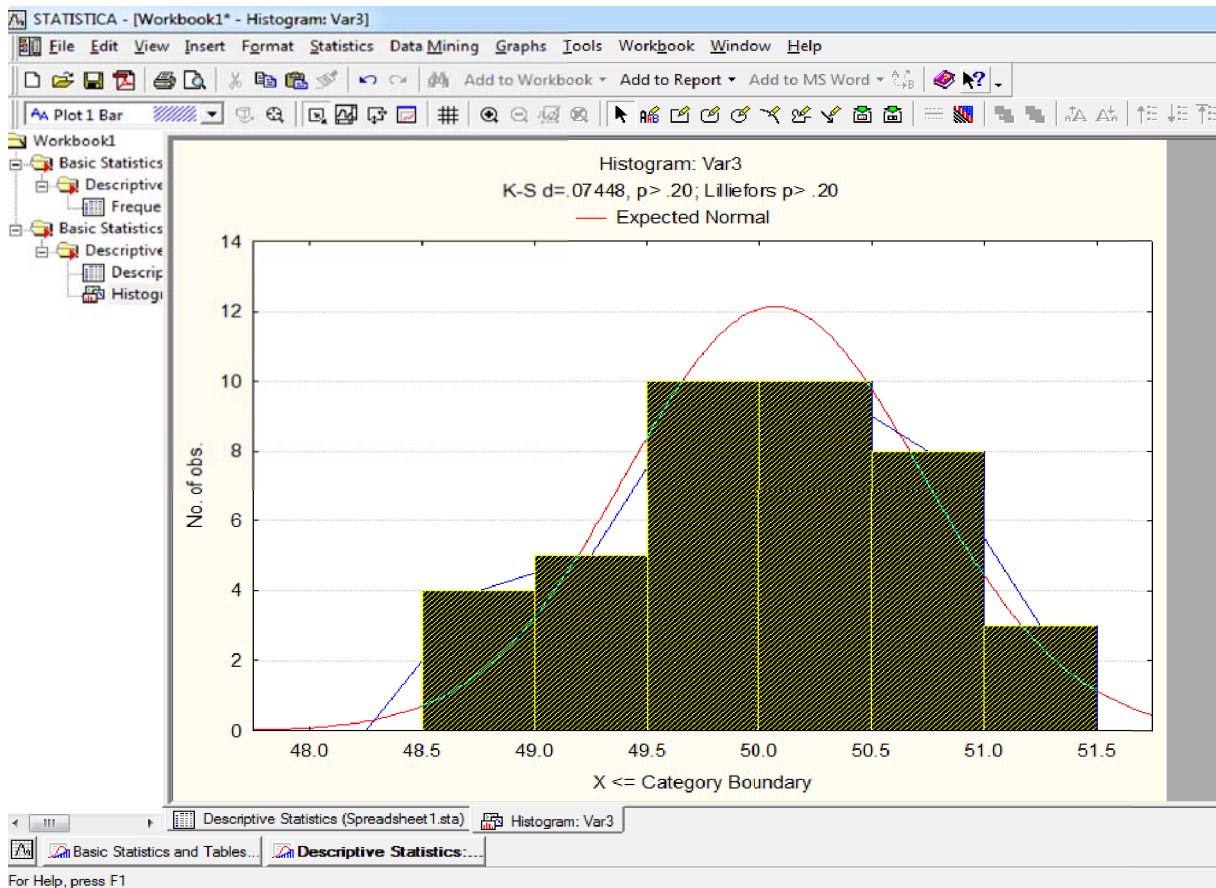 STATISTICA - [Workbook1* - Histogram: Var3]
File Edit View Insert Format Statistics Data Mining Graphs Tools Workbook Window Help
Add to Workbook Add to Report Add to MS Word
Plot 1 Bar
Workbook1
Basic Statistics
Descriptive
Freque
Basic Statistics
Descriptive
Descrip
Histogr
Histogram: Var3
K-S d=.07448, p> .20; Lilliefors p> .20
Expected Normal
14
12
10
8
6
4
2
0
No. of obs.
48.0 48.5 49.0 49.5 50.0 50.5 51.0 51.5
X <= Category Boundary
Descriptive Statistics (Spreadsheet1.sta) Histogram: Var3
Basic Statistics and Tables... Descriptive Statistics:...
For Help, press F1